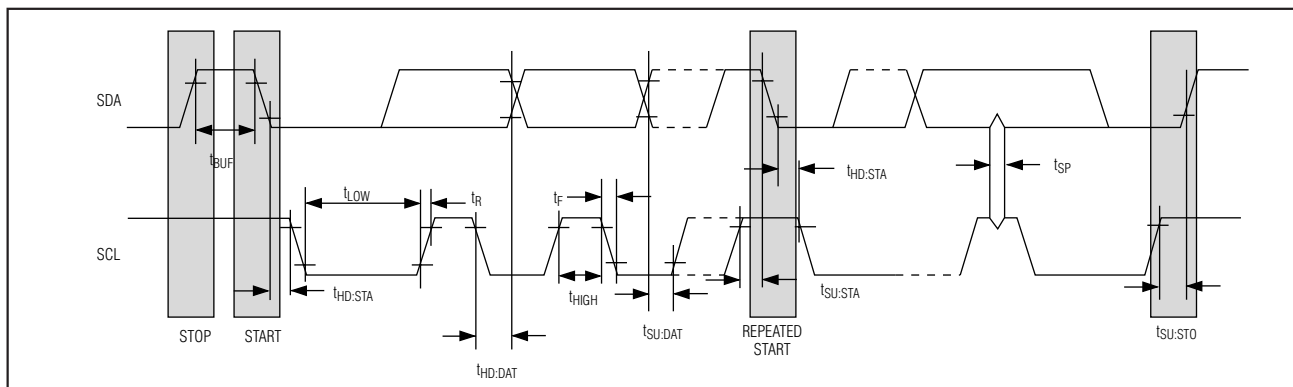 SDA
tBUF
tHD:STA
tSP
tLOW
tR
tF
SCL
tHD:STA
tHIGH
tSU:STA
tSU:DAT
tSU:STO
STOP
START
REPEATED
START
tHD:DAT